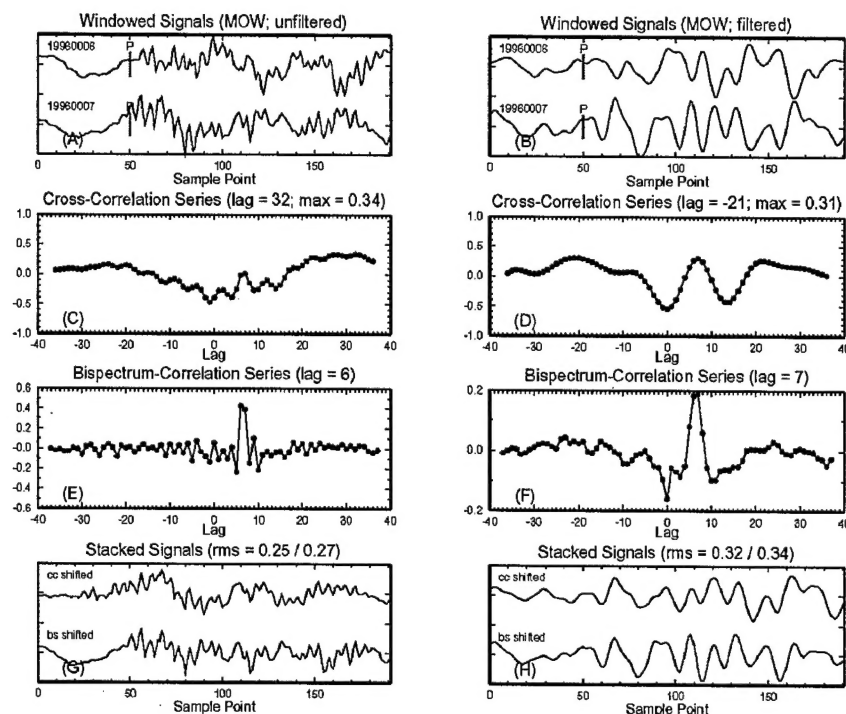 Windowed Signals (MOW; unfiltered)
19960006
P
19960007
P
(A)
0 50 100 150
Sample Point
Windowed Signals (MOW; filtered)
19960006
P
19960007
P
(B)
0 50 100 150
Sample Point
Cross-Correlation Series (lag = 32; max = 0.34)
1.0
0.5
0.0
-0.5
-1.0
(C)
-40 -30 -20 -10 0 10 20 30 40
Lag
Cross-Correlation Series (lag = -21; max = 0.31)
1.0
0.5
0.0
-0.5
-1.0
(D)
-40 -30 -20 -10 0 10 20 30 40
Lag
Bispectrum-Correlation Series (lag = 6)
0.6
0.4
0.2
0.0
-0.2
-0.4
-0.6
(E)
-40 -30 -20 -10 0 10 20 30 40
Lag
Bispectrum-Correlation Series (lag = 7)
0.2
0.0
-0.2
(F)
-40 -30 -20 -10 0 10 20 30 40
Lag
Stacked Signals (rms = 0.25 / 0.27)
cc shifted
bs shifted
(G)
0 50 100 150
Sample Point
Stacked Signals (rms = 0.32 / 0.34)
cc shifted
bs shifted
(H)
0 50 100 150
Sample Point